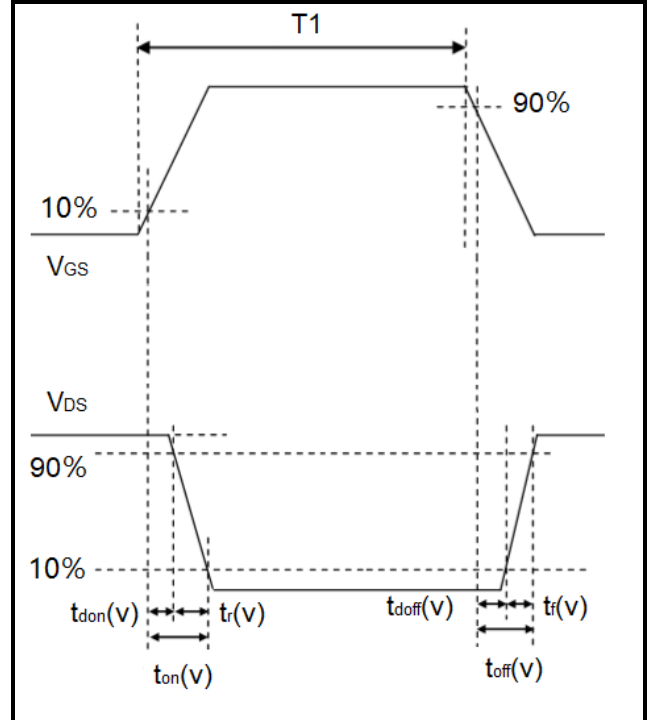 T1
90%
10%
VGS
VDS
90%
10%
tdon(v) tr(v) tdoff(v) tf(v)
ton(v) toff(v)